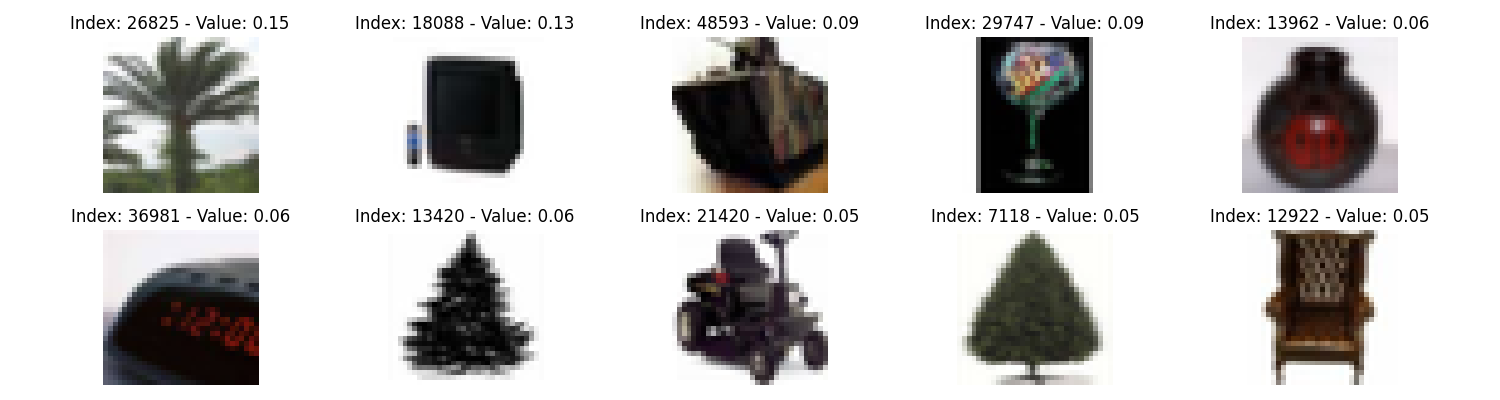 Index: 26825 - Value: 0.15
Index: 18088 - Value: 0.13
Index: 48593 - Value: 0.09
Index: 29747 - Value: 0.09
Index: 13962 - Value: 0.06
Index: 36981 - Value: 0.06
Index: 13420 - Value: 0.06
Index: 21420 - Value: 0.05
Index: 7118 - Value: 0.05
Index: 12922 - Value: 0.05